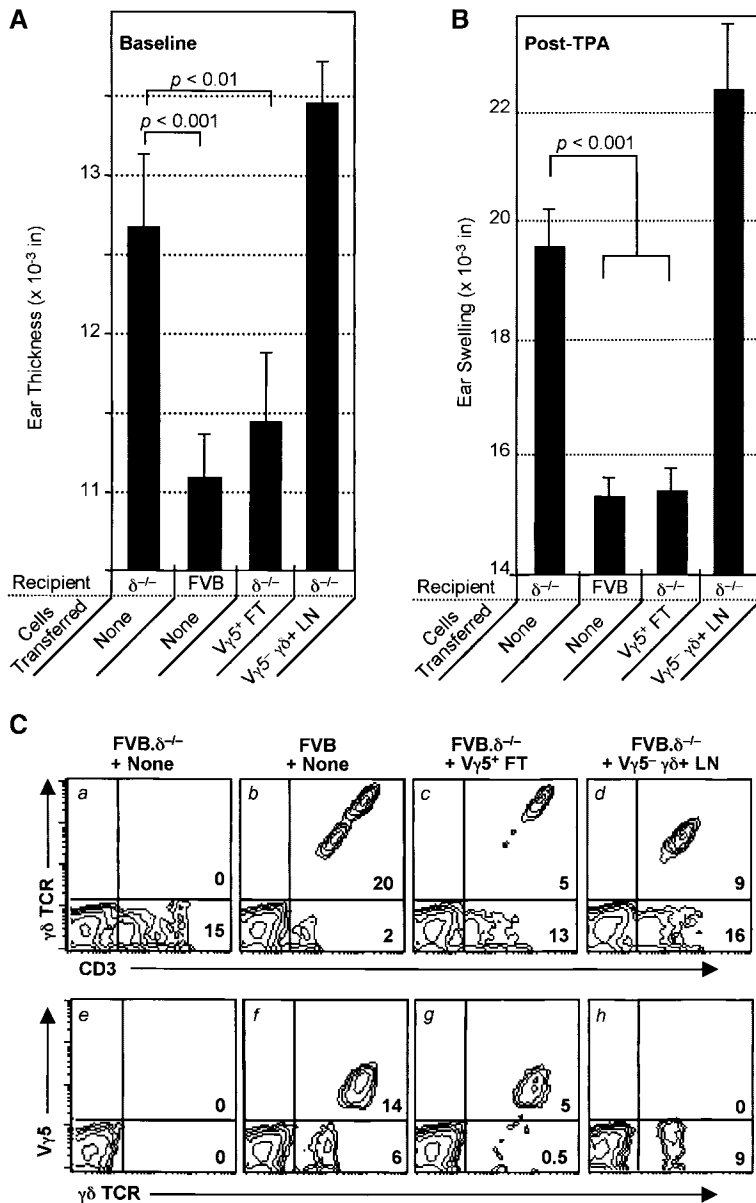 A
Baseline
p < 0.01
p < 0.001
13
12
11
Ear Thickness (x 10⁻³ in)
Recipient
δ⁻/⁻
FVB
δ⁻/⁻
δ⁻/⁻
Cells
Transferred
None
None
Vγ5⁺ FT
Vγ5⁻ γδ+ LN
B
Post-TPA
p < 0.001
22
20
18
16
14
Ear Swelling (x 10⁻³ in)
Recipient
δ⁻/⁻
FVB
δ⁻/⁻
δ⁻/⁻
Cells
Transferred
None
None
Vγ5⁺ FT
Vγ5⁻ γδ+ LN
C
FVB.δ⁻/⁻
+ None
FVB
+ None
FVB.δ⁻/⁻
+ Vγ5⁺ FT
FVB.δ⁻/⁻
+ Vγ5⁻ γδ+ LN
a
0
15
b
20
2
c
5
13
d
9
16
γδ TCR
CD3
e
0
0
f
14
6
g
5
0.5
h
0
9
Vγ5
γδ TCR